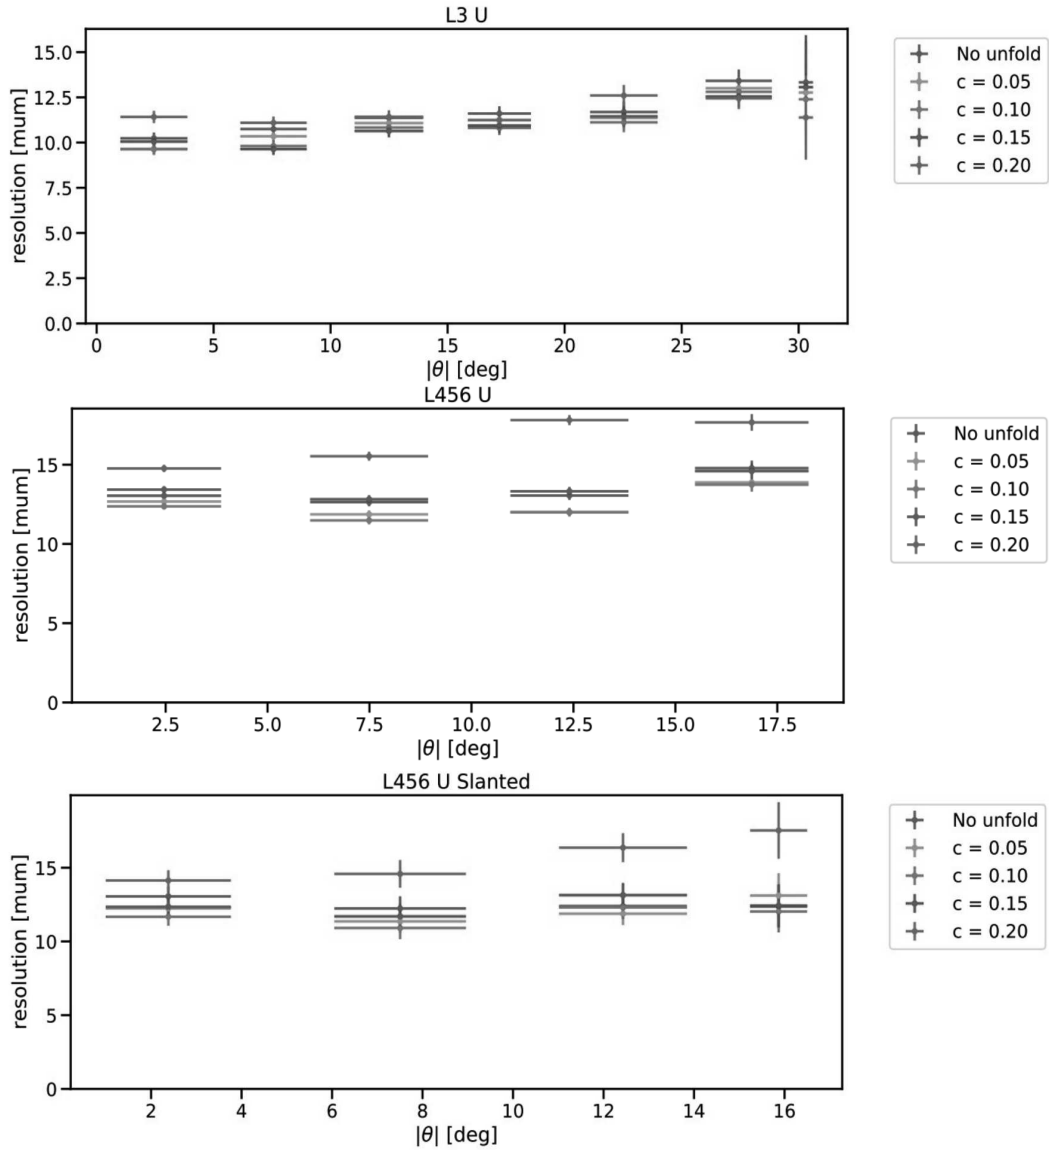 L3 U
15.0
12.5
10.0
7.5
5.0
2.5
0.0
resolution [mum]
0 5 10 15 20 25 30
|θ| [deg]
No unfold
c = 0.05
c = 0.10
c = 0.15
c = 0.20
L456 U
15
10
5
0
resolution [mum]
2.5 5.0 7.5 10.0 12.5 15.0 17.5
|θ| [deg]
No unfold
c = 0.05
c = 0.10
c = 0.15
c = 0.20
L456 U Slanted
15
10
5
0
resolution [mum]
2 4 6 8 10 12 14 16
|θ| [deg]
No unfold
c = 0.05
c = 0.10
c = 0.15
c = 0.20